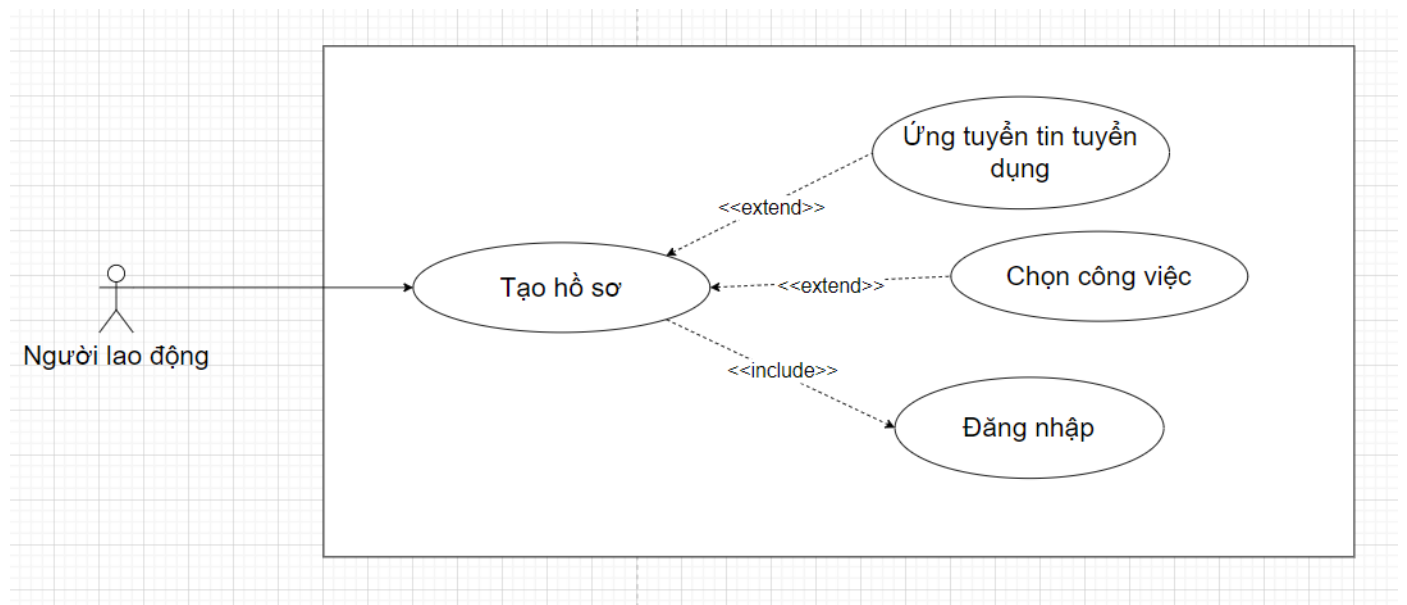 Ứng tuyển tin tuyển
dụng
<<extend>>
Chọn công việc
<<extend>>
Tạo hồ sơ
Người lao động
<<include>>
Đăng nhập